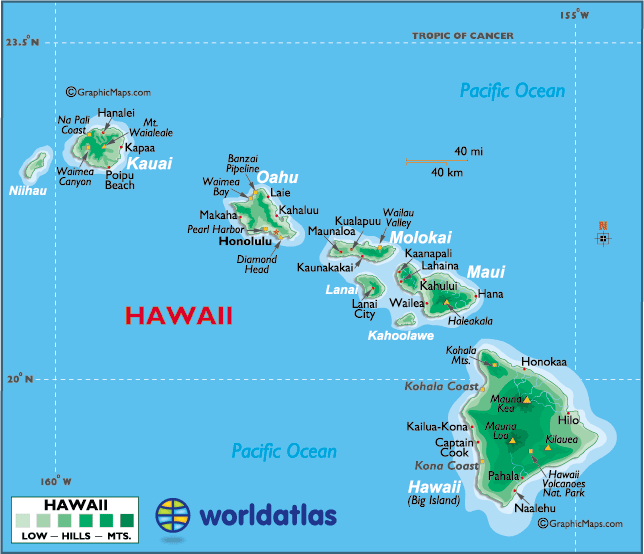 155°W
23.5°N
TROPIC OF CANCER
©GraphicMaps.com
Pacific Ocean
Hanalei
Na Pali
Coast
Mt.
Waialeale
Kapaa
Kauai
Waimea
Canyon
Poipu
Beach
Niihau
40 mi
40 km
Banzai
Pipeline
Oahu
Waimea
Bay
Laie
Makaha
Kahaluu
Pearl Harbor
Honolulu
Diamond
Head
Wailau
Valley
Kualapuu
Maunaloa
Molokai
Kaunakakai
Kaanapali
Lahaina
Maui
Kahului
Hana
Lanai
Lanai
City
Wailea
Haleakala
Kahoolawe
N
HAWAII
Kohala
Mts.
Honokaa
20°N
Kohala Coast
Mauna
Kea
Hilo
Kailua-Kona
Mauna
Loa
Kilauea
Captain
Cook
Kona Coast
Hawaii
Volcanoes
Nat. Park
Pahala
Hawaii
(Big Island)
Naalehu
Pacific Ocean
160°W
HAWAII
LOW – HILLS – MTS.
worldatlas
©GraphicMaps.com